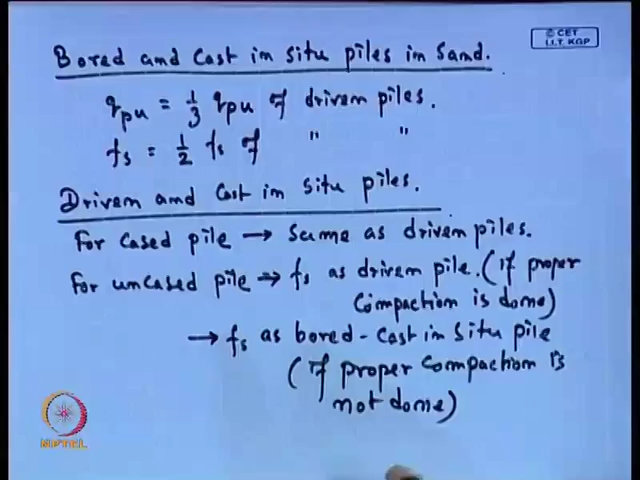 © CET
I.I.T. KGP
Bored and Cast in situ piles in Sand.
qpu = 1/3 qpu of driven piles.
fs = 1/2 fs of " "
Driven and Cast in situ piles.
For Cased pile → Same as driven piles.
For uncased pile → fs as driven pile. (if proper
Compaction is done)
→ fs as bored-cast in situ pile
(if proper compaction is
not done)
NPTEL